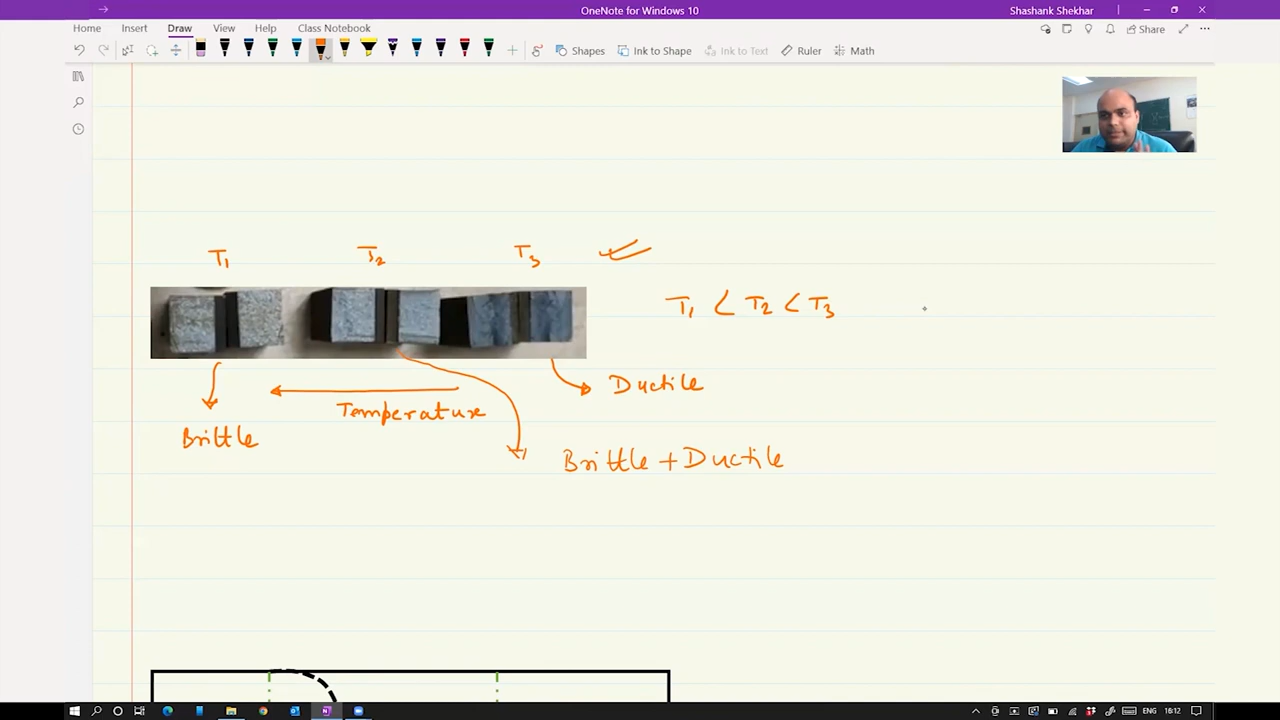 OneNote for Windows 10
Shashank Shekhar
Home Insert Draw View Help Class Notebook
Share
Shapes Ink to Shape Ink to Text Ruler Math
T1 T2 T3
T1 < T2 < T3
Ductile
Temperature
Brittle
Brittle + Ductile
ENG 16:12